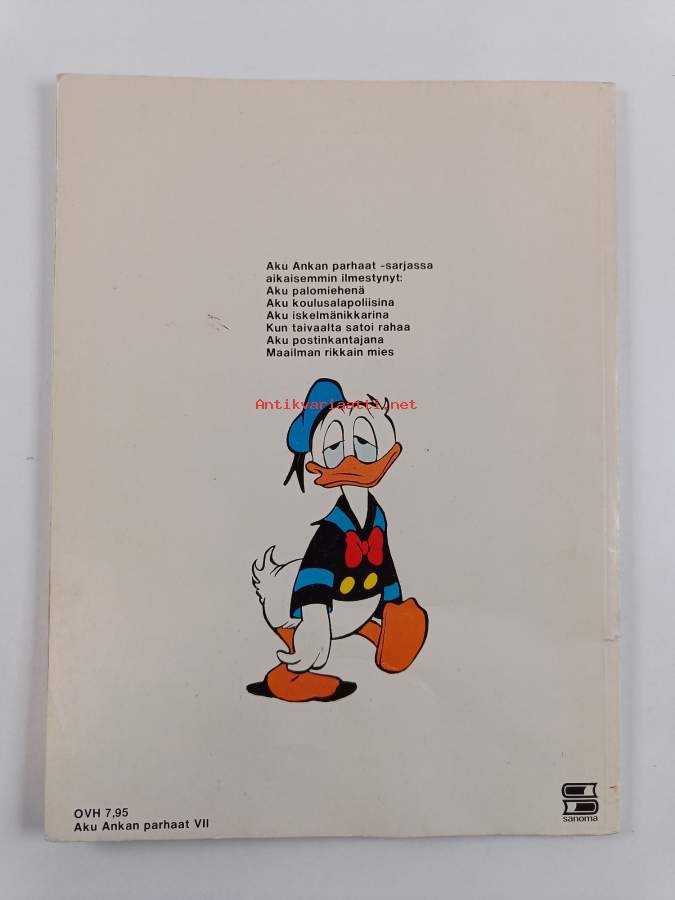 Aku Ankan parhaat -sarjassa
aikaisemmin ilmestynyt:
Aku palomiehenä
Aku koulusalapoliisina
Aku iskelmänikkarina
Kun taivaalta satoi rahaa
Aku postinkantajana
Maailman rikkain mies
Antikvariaatti.net
OVH 7,95
Aku Ankan parhaat VII
sanoma